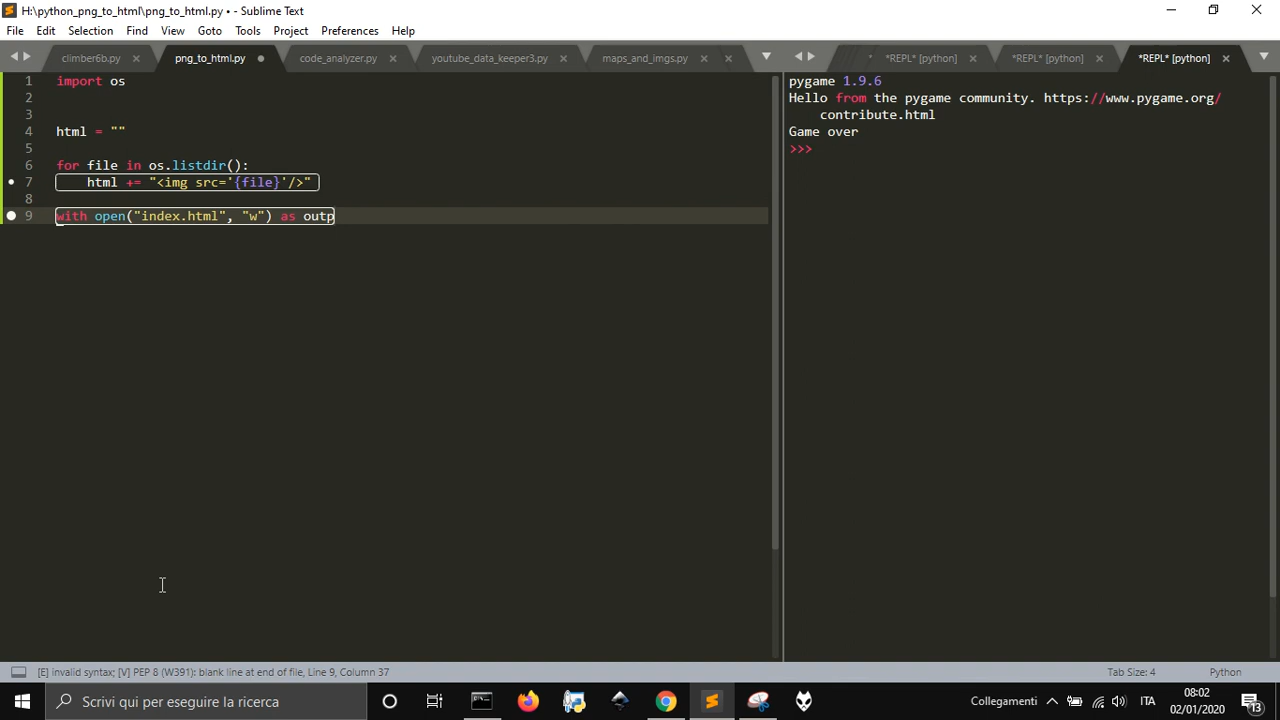 H:\python_png_to_html\png_to_html.py • - Sublime Text
File Edit Selection Find View Goto Tools Project Preferences Help
climber6b.py png_to_html.py code_analyzer.py youtube_data_keeper3.py maps_and_imgs.py
*REPL* [python] *REPL* [python] *REPL* [python]
1 import os
2
3
4 html = ""
5
6 for file in os.listdir():
7 html += "<img src='{file}'/>"
8
9 with open("index.html", "w") as outp
pygame 1.9.6
Hello from the pygame community. https://www.pygame.org/
contribute.html
Game over
>>>
[E] invalid syntax; [V] PEP 8 (W391): blank line at end of file, Line 9, Column 37
Tab Size: 4 Python
Scrivi qui per eseguire la ricerca
Collegamenti
ITA
08:02
02/01/2020
13